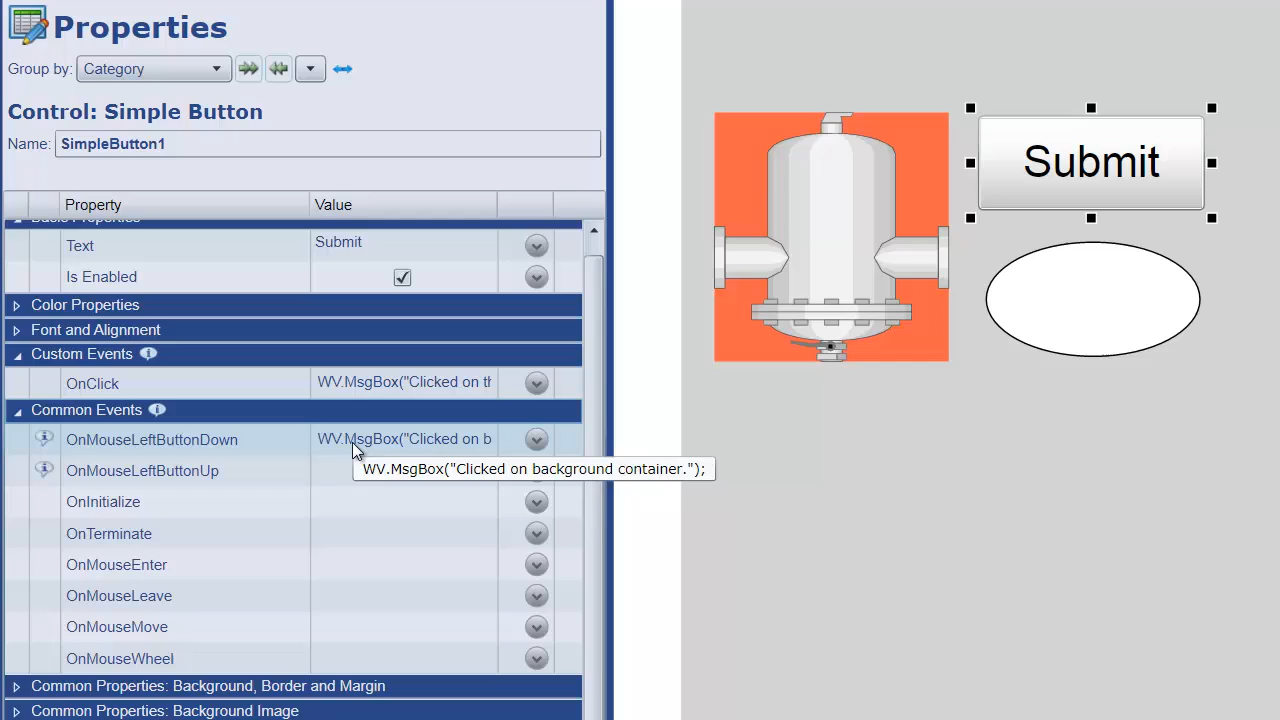 Properties
Group by: Category
Control: Simple Button
Name: SimpleButton1
Property Value
Basic Properties
Text Submit
Is Enabled
Color Properties
Font and Alignment
Custom Events
OnClick WV.MsgBox("Clicked on th
Common Events
OnMouseLeftButtonDown WV.MsgBox("Clicked on b
WV.MsgBox("Clicked on background container.");
OnMouseLeftButtonUp
OnInitialize
OnTerminate
OnMouseEnter
OnMouseLeave
OnMouseMove
OnMouseWheel
Common Properties: Background, Border and Margin
Common Properties: Background Image
Submit